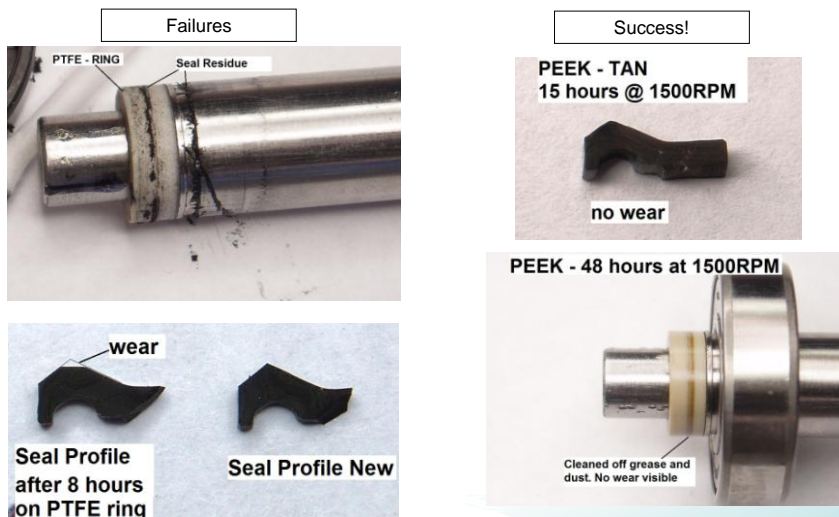 Failures
PTFE - RING
Seal Residue
wear
Seal Profile
after 8 hours
on PTFE ring
Seal Profile New
Success!
PEEK - TAN
15 hours @ 1500RPM
no wear
PEEK - 48 hours at 1500RPM
Cleaned off grease and
dust. No wear visible